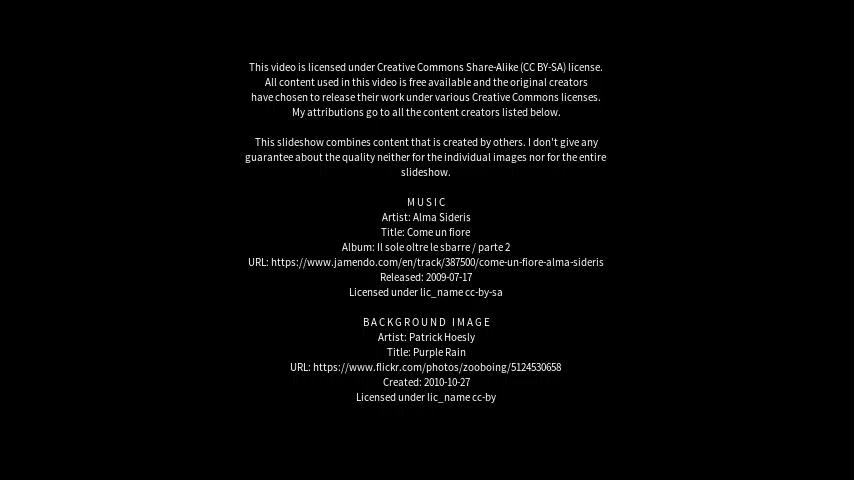 This video is licensed under Creative Commons Share-Alike (CC BY-SA) license.
All content used in this video is free available and the original creators
have chosen to release their work under various Creative Commons licenses.
My attributions go to all the content creators listed below.
This slideshow combines content that is created by others. I don't give any
guarantee about the quality neither for the individual images nor for the entire
slideshow.
MUSIC
Artist: Alma Sideris
Title: Come un fiore
Album: Il sole oltre le sbarre / parte 2
URL: https://www.jamendo.com/en/track/387500/come-un-fiore-alma-sideris
Released: 2009-07-17
Licensed under lic_name cc-by-sa
BACKGROUND IMAGE
Artist: Patrick Hoesly
Title: Purple Rain
URL: https://www.flickr.com/photos/zooboing/5124530658
Created: 2010-10-27
Licensed under lic_name cc-by